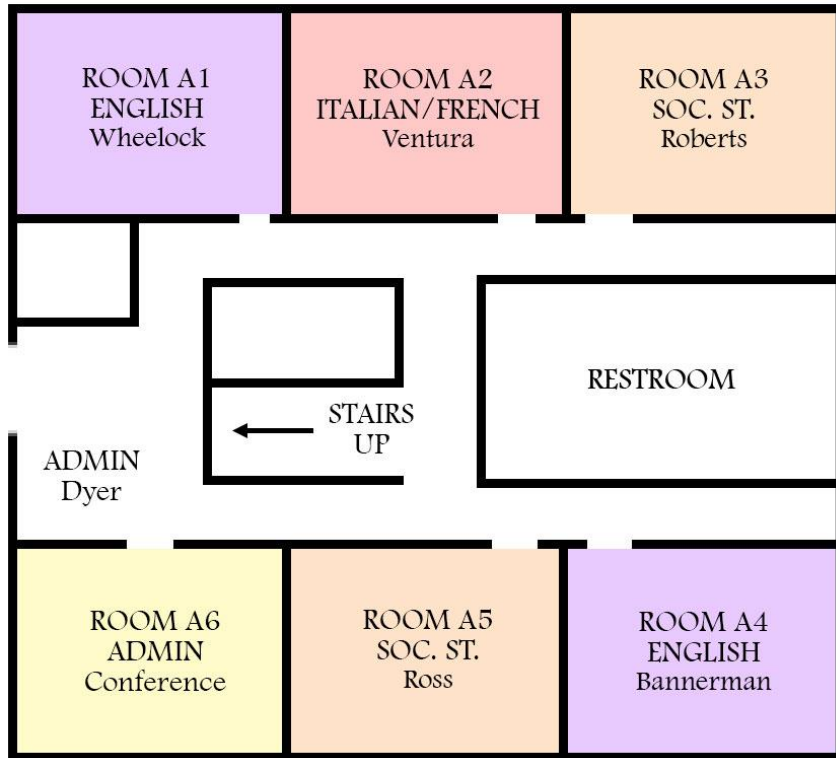 ROOM A1
ENGLISH
Wheelock
ROOM A2
ITALIAN/FRENCH
Ventura
ROOM A3
SOC. ST.
Roberts
RESTROOM
STAIRS
UP
ADMIN
Dyer
ROOM A6
ADMIN
Conference
ROOM A5
SOC. ST.
Ross
ROOM A4
ENGLISH
Bannerman